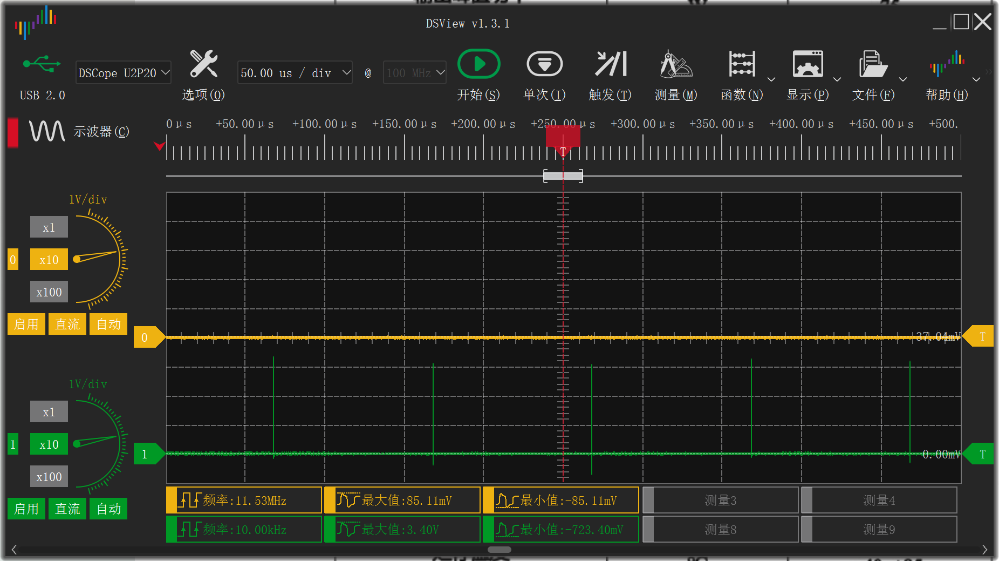 DSView v1.3.1
USB 2.0
DSCope U2P20
选项(O)
50.00 us / div
@
100 MHz
开始(S)
单次(I)
触发(T)
测量(M)
函数(N)
显示(P)
文件(F)
帮助(H)
示波器(C)
0μs +50.00μs +100.00μs +150.00μs +200.00μs +250.00μs +300.00μs +350.00μs +400.00μs +450.00μs +500.
T
1V/div
x1
0 x10
x100
启用 直流 自动
0
37.04mV T
1V/div
x1
1 x10
x100
启用 直流 自动
1
0.00mV T
频率:11.53MHz 最大值:85.11mV 最小值:-85.11mV 测量3 测量4
频率:10.00kHz 最大值:3.40V 最小值:-723.40mV 测量8 测量9